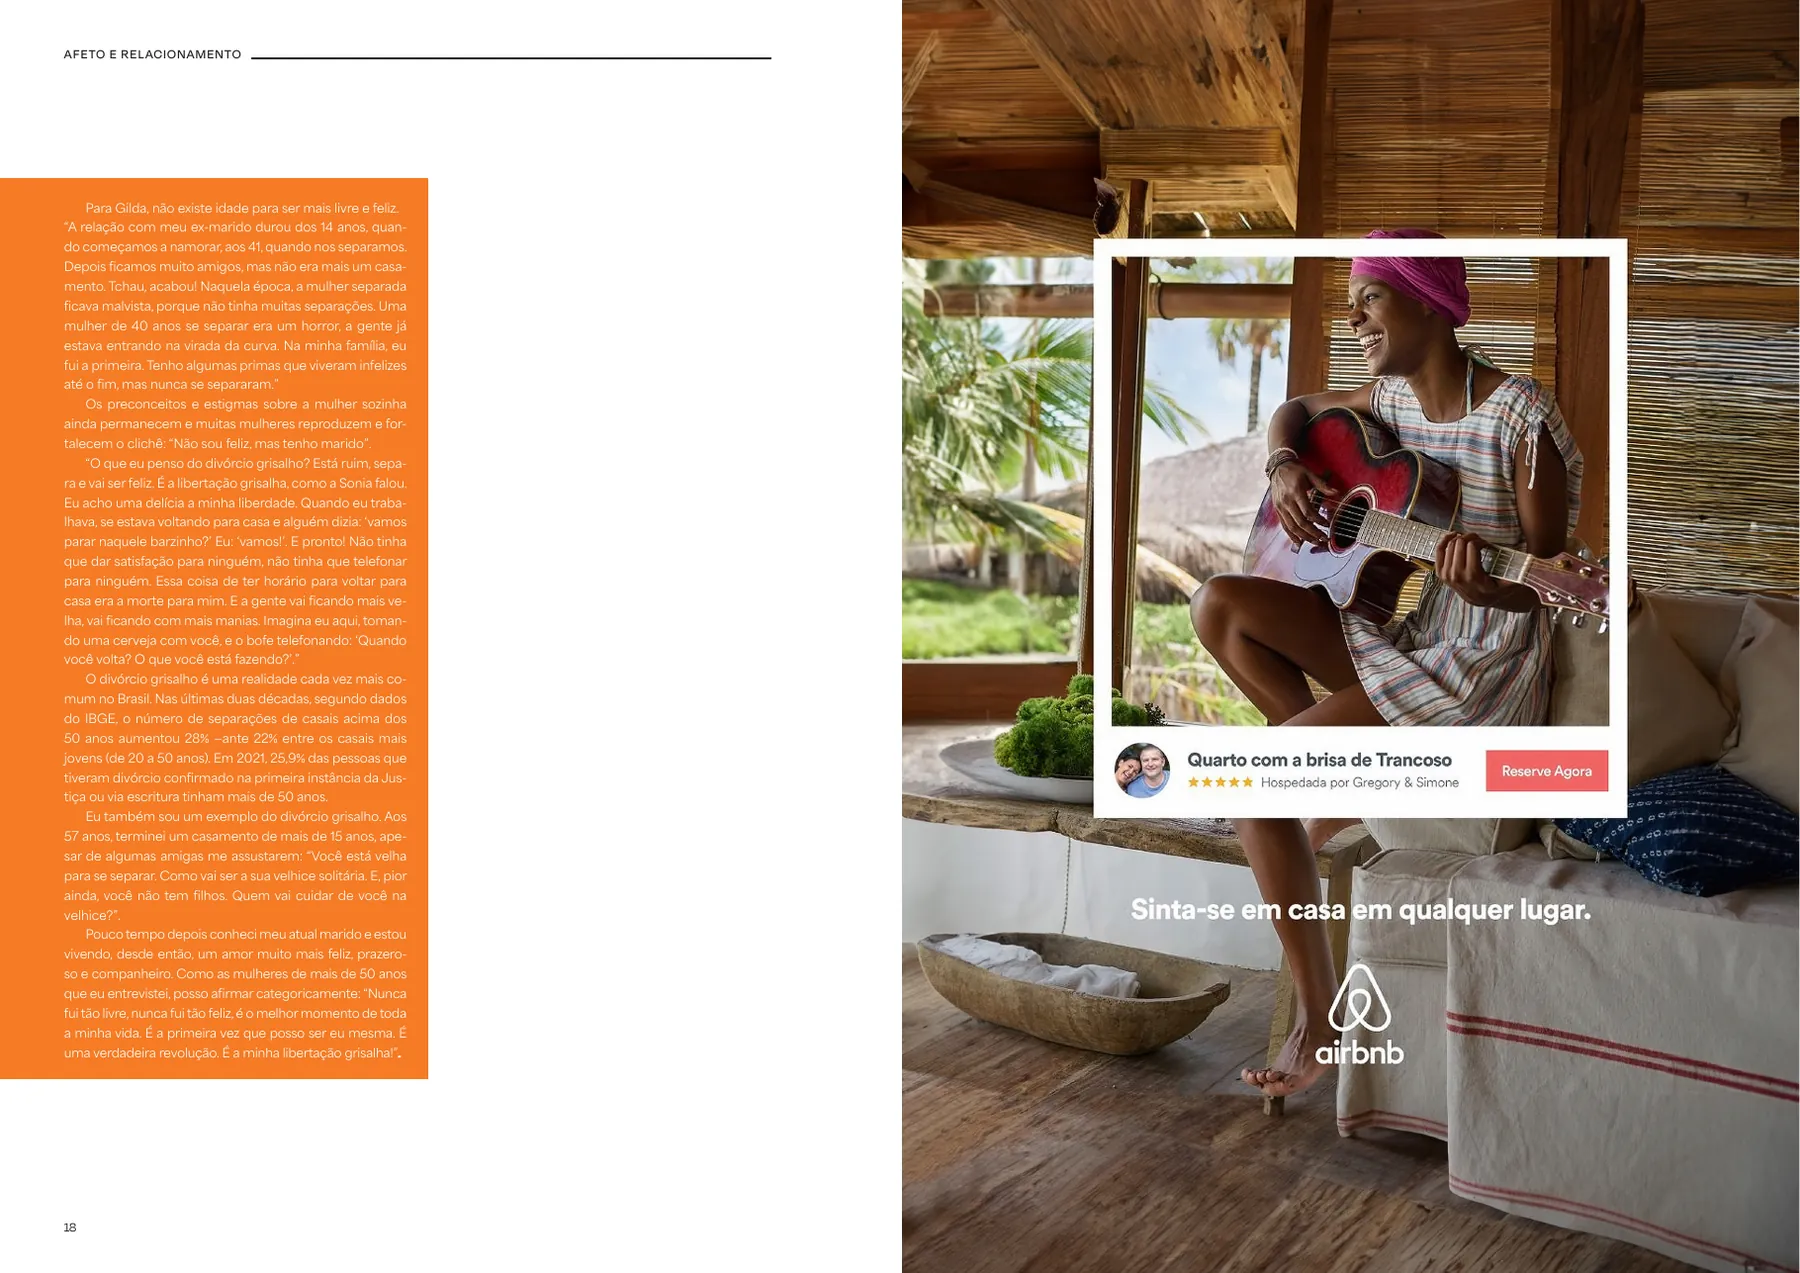 AFETO E RELACIONAMENTO
Para Gilda, não existe idade para ser mais livre e feliz.
“A relação com meu ex-marido durou dos 14 anos, quan-
do começamos a namorar, aos 41, quando nos separamos.
Depois ficamos muito amigos, mas não era mais um casa-
mento. Tchau, acabou! Naquela época, a mulher separada
ficava malvista, porque não tinha muitas separações. Uma
mulher de 40 anos se separar era um horror, a gente já
estava entrando na virada da curva. Na minha família, eu
fui a primeira. Tenho algumas primas que viveram infelizes
até o fim, mas nunca se separaram.”
Os preconceitos e estigmas sobre a mulher sozinha
ainda permanecem e muitas mulheres reproduzem e for-
talecem o clichê: “Não sou feliz, mas tenho marido”.
“O que eu penso do divórcio grisalho? Está ruim, sepa-
ra e vai ser feliz. É a libertação grisalha, como a Sonia falou.
Eu acho uma delícia a minha liberdade. Quando eu traba-
lhava, se estava voltando para casa e alguém dizia: ‘vamos
parar naquele barzinho?’ Eu: ‘vamos!’. E pronto! Não tinha
que dar satisfação para ninguém, não tinha que telefonar
para ninguém. Essa coisa de ter horário para voltar para
casa era a morte para mim. E a gente vai ficando mais ve-
lha, vai ficando com mais manias. Imagina eu aqui, toman-
do uma cerveja com você, e o bofe telefonando: ‘Quando
você volta? O que você está fazendo?’.”
O divórcio grisalho é uma realidade cada vez mais co-
mum no Brasil. Nas últimas duas décadas, segundo dados
do IBGE, o número de separações de casais acima dos
50 anos aumentou 28% —ante 22% entre os casais mais
jovens (de 20 a 50 anos). Em 2021, 25,9% das pessoas que
tiveram divórcio confirmado na primeira instância da Jus-
tiça ou via escritura tinham mais de 50 anos.
Eu também sou um exemplo do divórcio grisalho. Aos
57 anos, terminei um casamento de mais de 15 anos, ape-
sar de algumas amigas me assustarem: “Você está velha
para se separar. Como vai ser a sua velhice solitária. E, pior
ainda, você não tem filhos. Quem vai cuidar de você na
velhice?”.
Pouco tempo depois conheci meu atual marido e estou
vivendo, desde então, um amor muito mais feliz, prazero-
so e companheiro. Como as mulheres de mais de 50 anos
que eu entrevistei, posso afirmar categoricamente: “Nunca
fui tão livre, nunca fui tão feliz, é o melhor momento de toda
a minha vida. É a primeira vez que posso ser eu mesma. É
uma verdadeira revolução. É a minha libertação grisalha!”.
18
Quarto com a brisa de Trancoso
Hospedada por Gregory & Simone
Reserve Agora
Sinta-se em casa em qualquer lugar.
airbnb